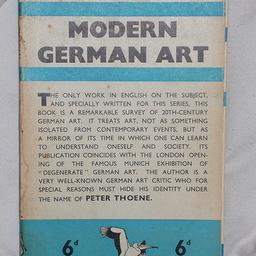 MODERN
GERMAN ART
THE ONLY WORK IN ENGLISH ON THE SUBJECT,
AND SPECIALLY WRITTEN FOR THIS SERIES, THIS
BOOK IS A REMARKABLE SURVEY OF 20TH-CENTURY
GERMAN ART. IT TREATS ART, NOT AS SOMETHING
ISOLATED FROM CONTEMPORARY EVENTS, BUT AS
A MIRROR OF ITS TIME IN WHICH ONE CAN LEARN
TO UNDERSTAND ONESELF AND SOCIETY. ITS
PUBLICATION COINCIDES WITH THE LONDON OPEN-
ING OF THE FAMOUS MUNICH EXHIBITION OF
"DEGENERATE" GERMAN ART. THE AUTHOR IS A
VERY WELL-KNOWN GERMAN ART CRITIC WHO FOR
SPECIAL REASONS MUST HIDE HIS IDENTITY UNDER
THE NAME OF PETER THOENE.
6d 6d